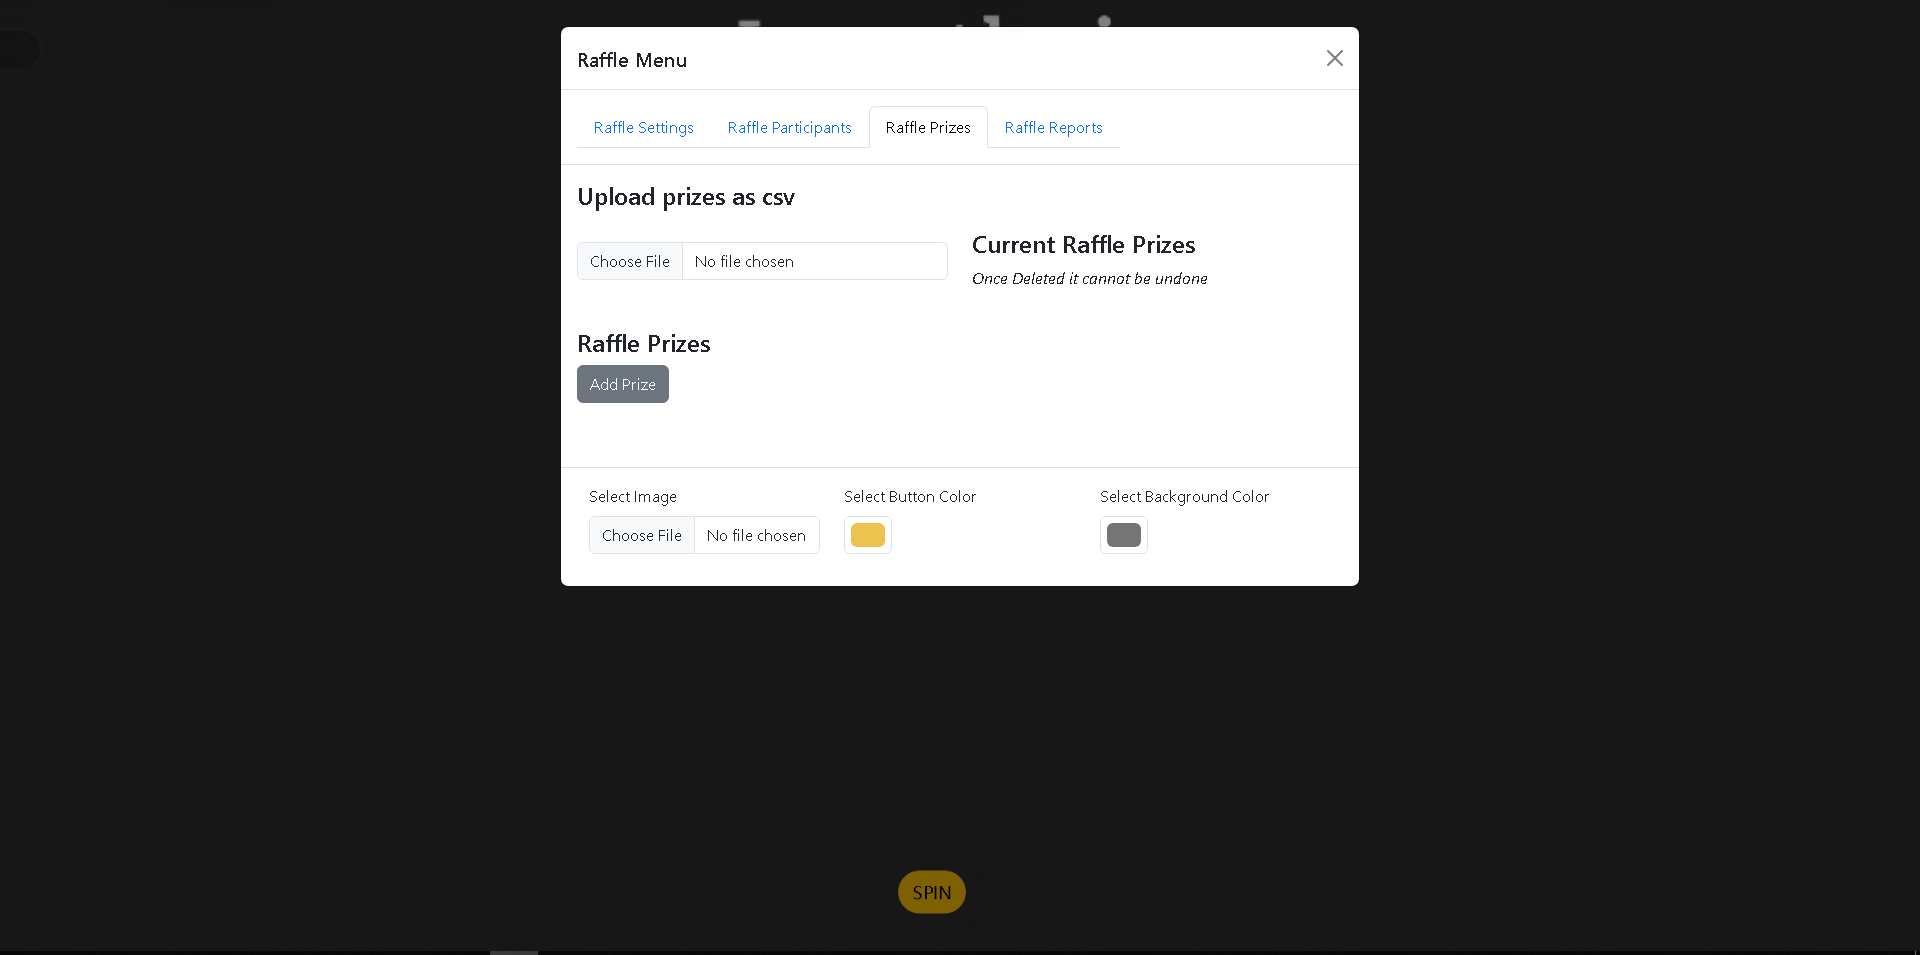 Raffle Menu
Raffle Settings
Raffle Participants
Raffle Prizes
Raffle Reports
Upload prizes as csv
Choose File
No file chosen
Current Raffle Prizes
Once Deleted it cannot be undone
Raffle Prizes
Add Prize
Select Image
Choose File
No file chosen
Select Button Color
Select Background Color
SPIN